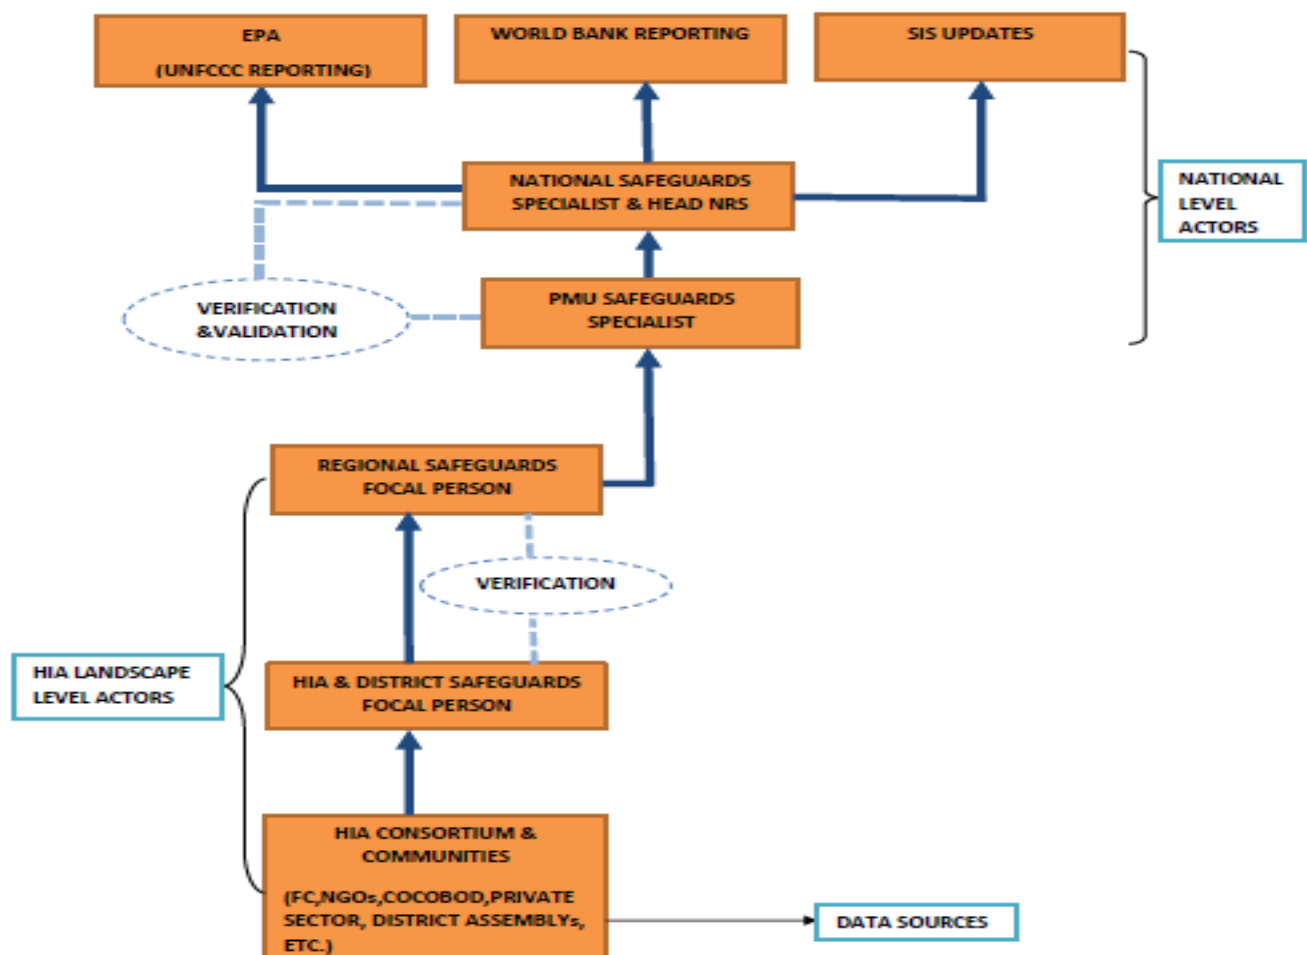 EPA
(UNFCCC REPORTING)
WORLD BANK REPORTING
SIS UPDATES
NATIONAL SAFEGUARDS
SPECIALIST & HEAD NRS
NATIONAL
LEVEL
ACTORS
VERIFICATION
&VALIDATION
PMU SAFEGUARDS
SPECIALIST
REGIONAL SAFEGUARDS
FOCAL PERSON
VERIFICATION
HIA LANDSCAPE
LEVEL ACTORS
HIA & DISTRICT SAFEGUARDS
FOCAL PERSON
HIA CONSORTIUM &
COMMUNITIES
(FC,NGOs,COCOBOD,PRIVATE
SECTOR, DISTRICT ASSEMBLYs,
ETC.)
DATA SOURCES